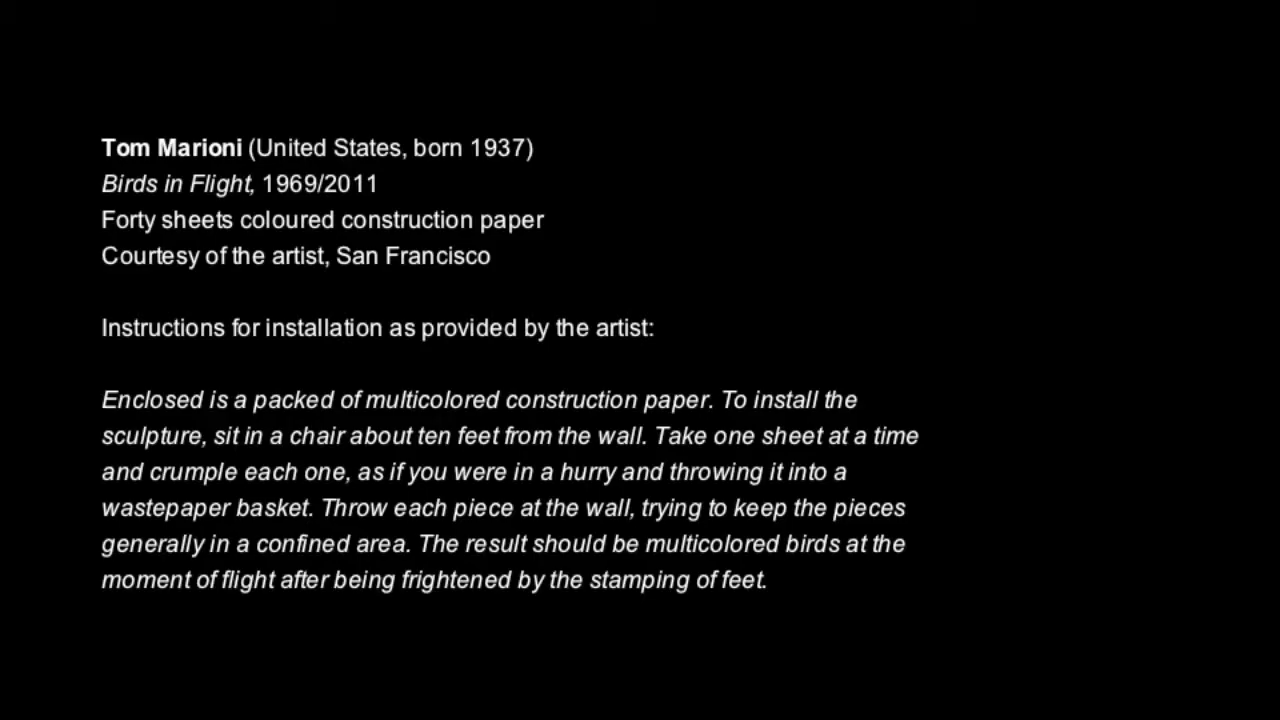 Tom Marioni (United States, born 1937)
Birds in Flight, 1969/2011
Forty sheets coloured construction paper
Courtesy of the artist, San Francisco
Instructions for installation as provided by the artist:
Enclosed is a packed of multicolored construction paper. To install the
sculpture, sit in a chair about ten feet from the wall. Take one sheet at a time
and crumple each one, as if you were in a hurry and throwing it into a
wastepaper basket. Throw each piece at the wall, trying to keep the pieces
generally in a confined area. The result should be multicolored birds at the
moment of flight after being frightened by the stamping of feet.